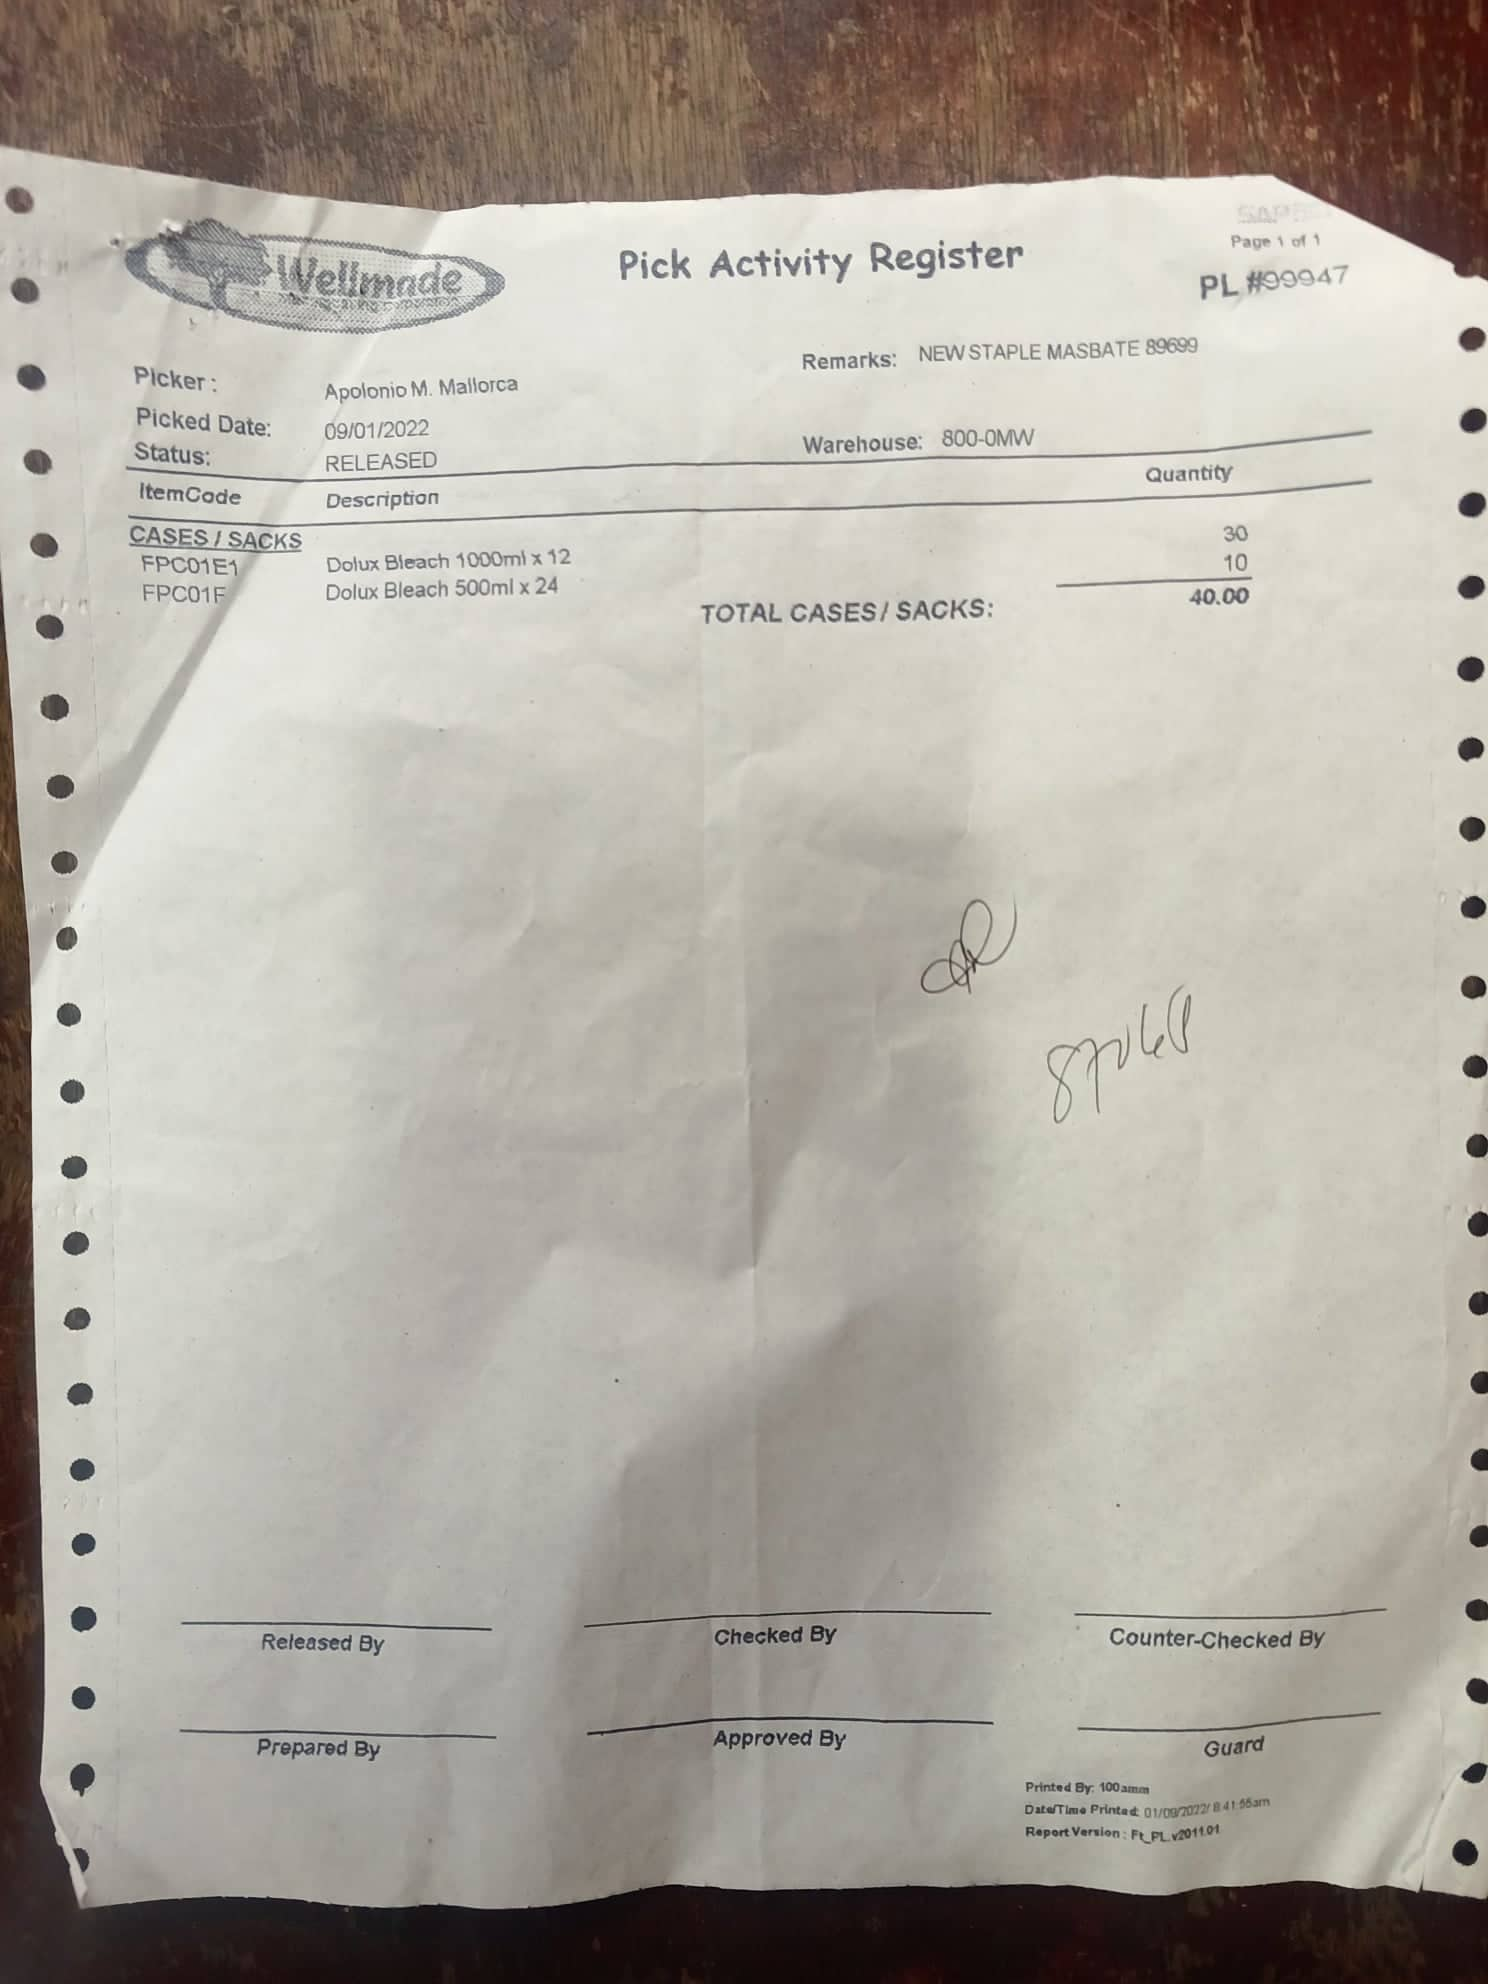 SAP
Page 1 of 1
Wellmade
Pick Activity Register
PL #99947
Remarks: NEW STAPLE MASBATE 89699
Picker : Apolonio M. Mallorca
Picked Date: 09/01/2022
Warehouse: 800-0MW
Status: RELEASED
ItemCode Description Quantity
CASES / SACKS
FPC01E1 Dolux Bleach 1000ml x 12 30
FPC01F Dolux Bleach 500ml x 24 10
TOTAL CASES / SACKS: 40.00
Released By Checked By Counter-Checked By
Prepared By Approved By Guard
Printed By: 100amm
Date/Time Printed: 01/09/2022/ 8:41:55am
Report Version : Ft_PL.v2011.01